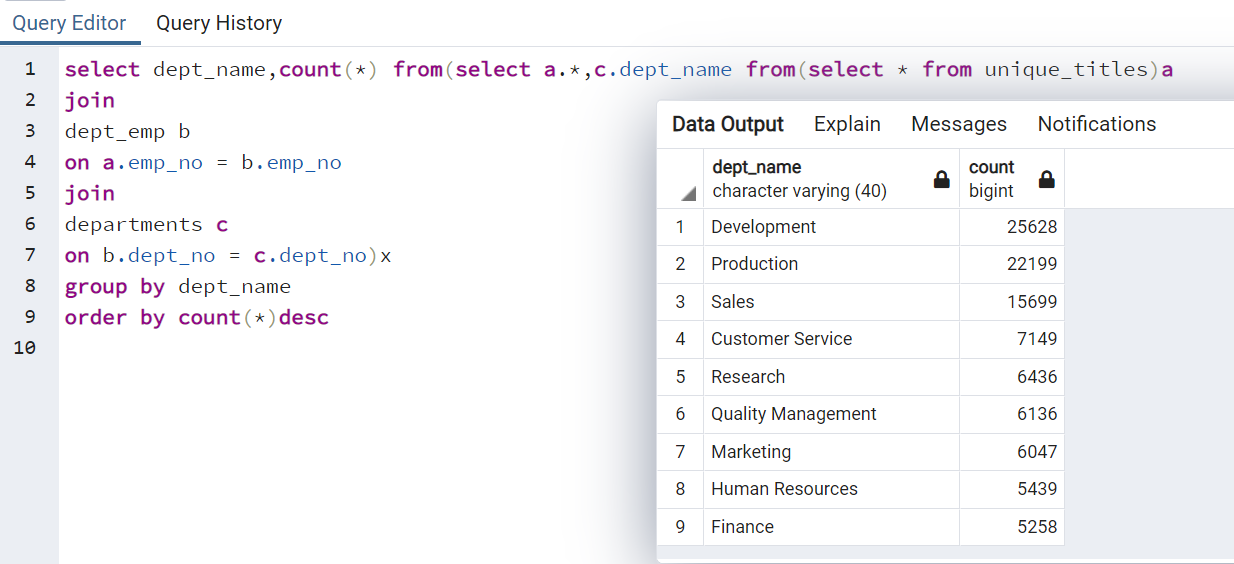 Query Editor Query History
1 select dept_name,count(*) from(select a.*,c.dept_name from(select * from unique_titles)a
2 join
3 dept_emp b
4 on a.emp_no = b.emp_no
5 join
6 departments c
7 on b.dept_no = c.dept_no)x
8 group by dept_name
9 order by count(*)desc
10
Data Output Explain Messages Notifications
dept_name count
character varying (40) bigint
1 Development 25628
2 Production 22199
3 Sales 15699
4 Customer Service 7149
5 Research 6436
6 Quality Management 6136
7 Marketing 6047
8 Human Resources 5439
9 Finance 5258